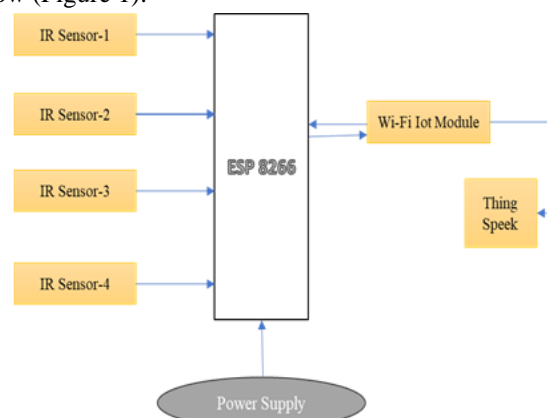 (Figure 1).
IR Sensor-1
IR Sensor-2
IR Sensor-3
IR Sensor-4
ESP 8266
Wi-Fi Iot Module
Thing
Speek
Power Supply